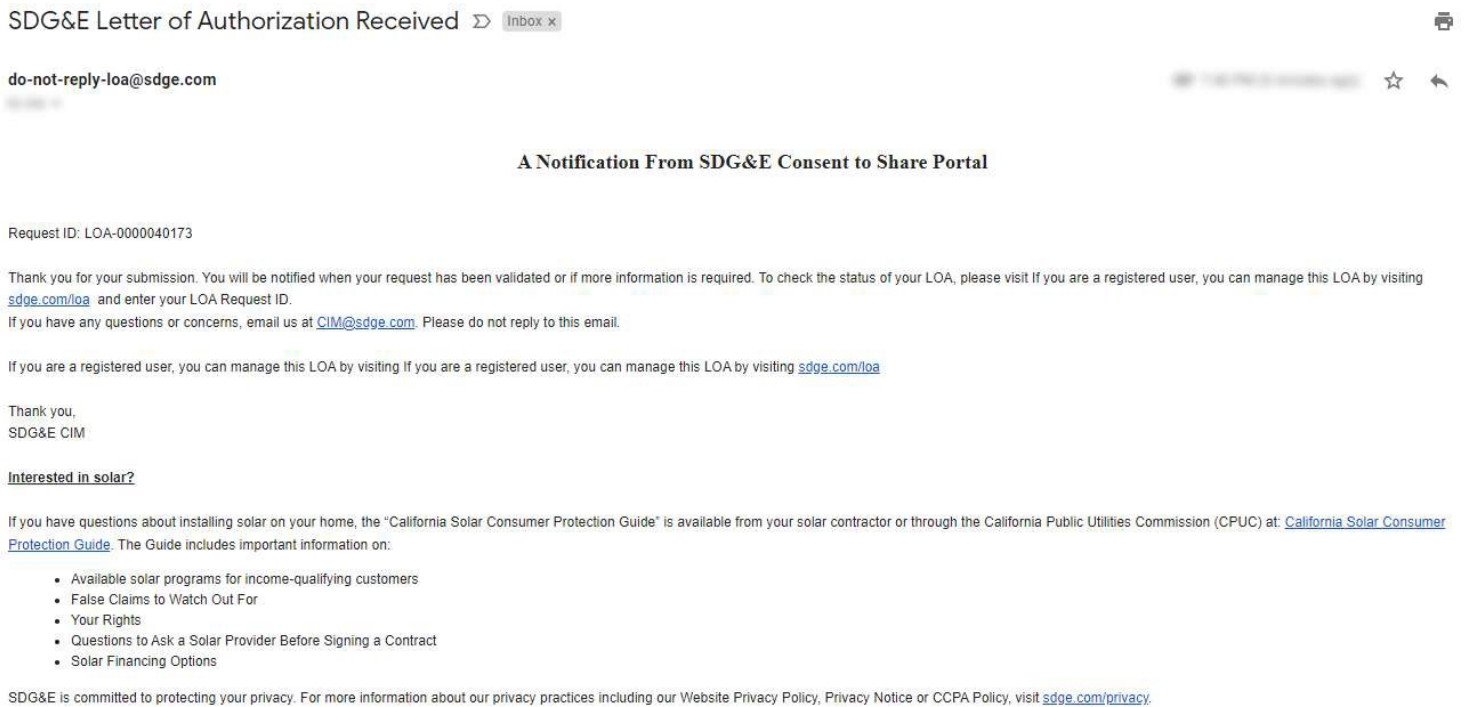 SDG&E Letter of Authorization Received Inbox x
do-not-reply-loa@sdge.com
A Notification From SDG&E Consent to Share Portal
Request ID: LOA-0000040173
Thank you for your submission. You will be notified when your request has been validated or if more information is required. To check the status of your LOA, please visit If you are a registered user, you can manage this LOA by visiting
sdge.com/loa and enter your LOA Request ID.
If you have any questions or concerns, email us at CIM@sdge.com. Please do not reply to this email.
If you are a registered user, you can manage this LOA by visiting If you are a registered user, you can manage this LOA by visiting sdge.com/loa
Thank you,
SDG&E CIM
Interested in solar?
If you have questions about installing solar on your home, the “California Solar Consumer Protection Guide” is available from your solar contractor or through the California Public Utilities Commission (CPUC) at: California Solar Consumer
Protection Guide. The Guide includes important information on:
• Available solar programs for income-qualifying customers
• False Claims to Watch Out For
• Your Rights
• Questions to Ask a Solar Provider Before Signing a Contract
• Solar Financing Options
SDG&E is committed to protecting your privacy. For more information about our privacy practices including our Website Privacy Policy, Privacy Notice or CCPA Policy, visit sdge.com/privacy.